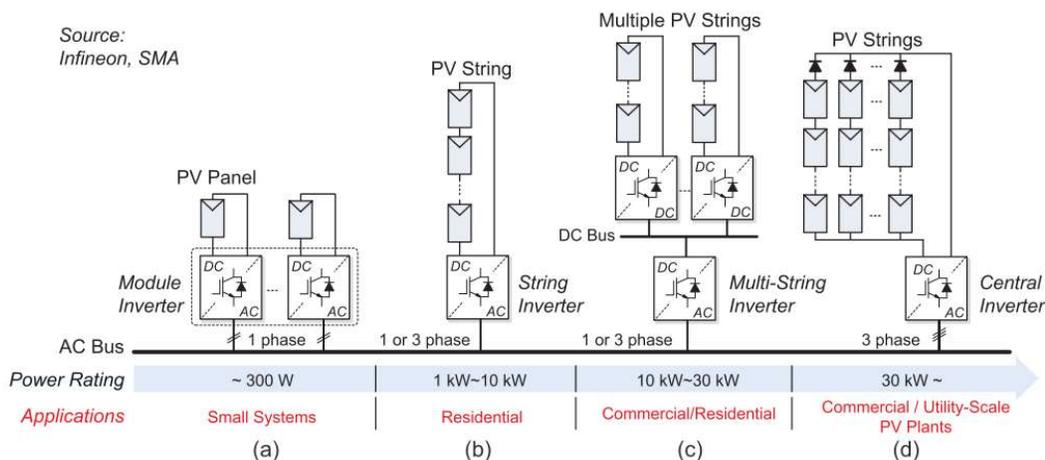 Source:
Infineon, SMA
Multiple PV Strings
PV String
PV Strings
PV Panel
DC
DC
DC
DC
DC Bus
Module
Inverter
DC
AC
DC
AC
String
Inverter
DC
AC
Multi-String
Inverter
DC
AC
Central
Inverter
DC
AC
AC Bus
1 phase
1 or 3 phase
1 or 3 phase
3 phase
Power Rating
~ 300 W
1 kW~10 kW
10 kW~30 kW
30 kW ~
Applications
Small Systems
Residential
Commercial/Residential
Commercial / Utility-Scale
PV Plants
(a)
(b)
(c)
(d)